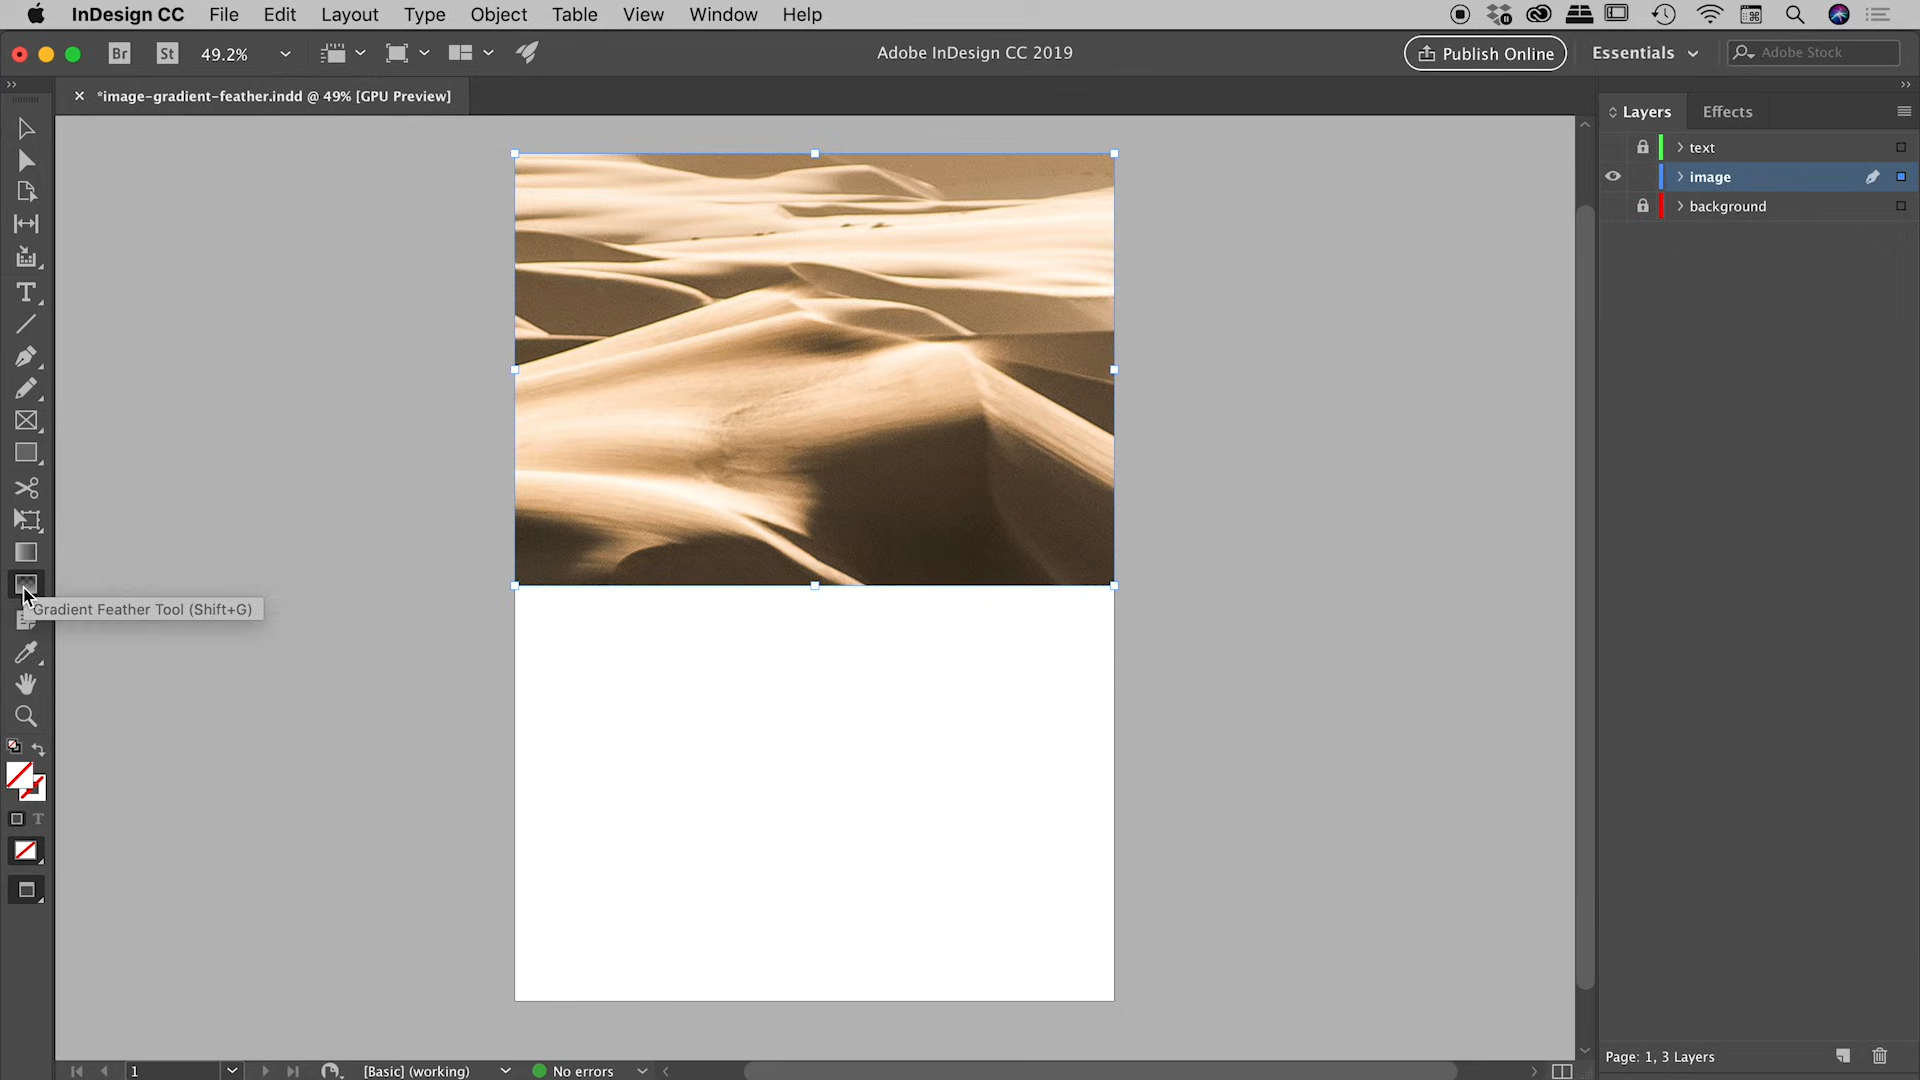 InDesign CC File Edit Layout Type Object Table View Window Help
Br St 49.2% Adobe InDesign CC 2019 Publish Online Essentials Adobe Stock
*image-gradient-feather.indd @ 49% [GPU Preview]
Layers Effects
text
image
background
Gradient Feather Tool (Shift+G)
Page: 1, 3 Layers
1 [Basic] (working) No errors